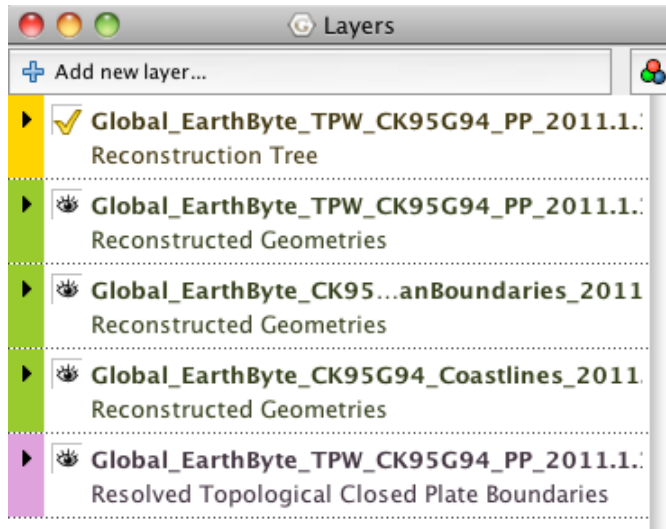 Layers
Add new layer...
Global_EarthByte_TPW_CK95G94_PP_2011.1.
Reconstruction Tree
Global_EarthByte_TPW_CK95G94_PP_2011.1.
Reconstructed Geometries
Global_EarthByte_CK95...anBoundaries_2011
Reconstructed Geometries
Global_EarthByte_CK95G94_Coastlines_2011.
Reconstructed Geometries
Global_EarthByte_TPW_CK95G94_PP_2011.1.
Resolved Topological Closed Plate Boundaries